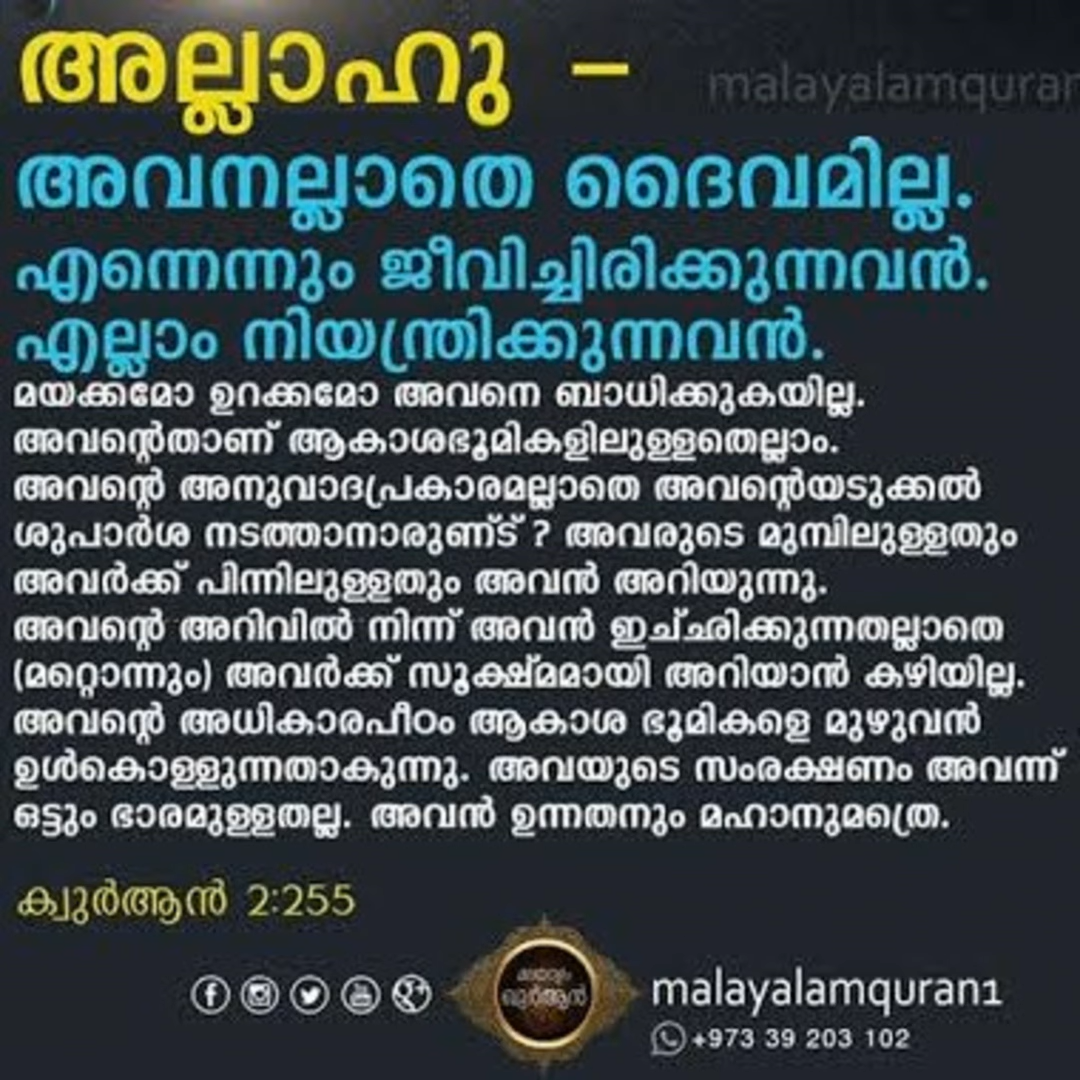 അല്ലാഹു -
malayalamquran
അവനല്ലാതെ ദൈവമില്ല.
എന്നെന്നും ജീവിച്ചിരിക്കുന്നവൻ.
എല്ലാം നിയന്ത്രിക്കുന്നവൻ.
മയക്കമോ ഉറക്കമോ അവനെ ബാധിക്കുകയില്ല.
അവന്റെതാണ് ആകാശഭൂമികളിലുള്ളതെല്ലാം.
അവന്റെ അനുവാദപ്രകാരമല്ലാതെ അവന്റെയടുക്കൽ
ശുപാർശ നടത്താനാരുണ്ട് ? അവരുടെ മുമ്പിലുള്ളതും
അവർക്ക് പിന്നിലുള്ളതും അവൻ അറിയുന്നു.
അവന്റെ അറിവിൽ നിന്ന് അവൻ ഇച്ഛിക്കുന്നതല്ലാതെ
(മറ്റൊന്നും) അവർക്ക് സൂക്ഷ്മമായി അറിയാൻ കഴിയില്ല.
അവന്റെ അധികാരപീഠം ആകാശ ഭൂമികളെ മുഴുവൻ
ഉൾകൊള്ളുന്നതാകുന്നു. അവയുടെ സംരക്ഷണം അവന്ന്
ഒട്ടും ഭാരമുള്ളതല്ല. അവൻ ഉന്നതനും മഹാനുമത്രെ.
ക്വുർആൻ 2:255
മലയാളം
ഖുർആൻ
malayalamquran1
+973 39 203 102